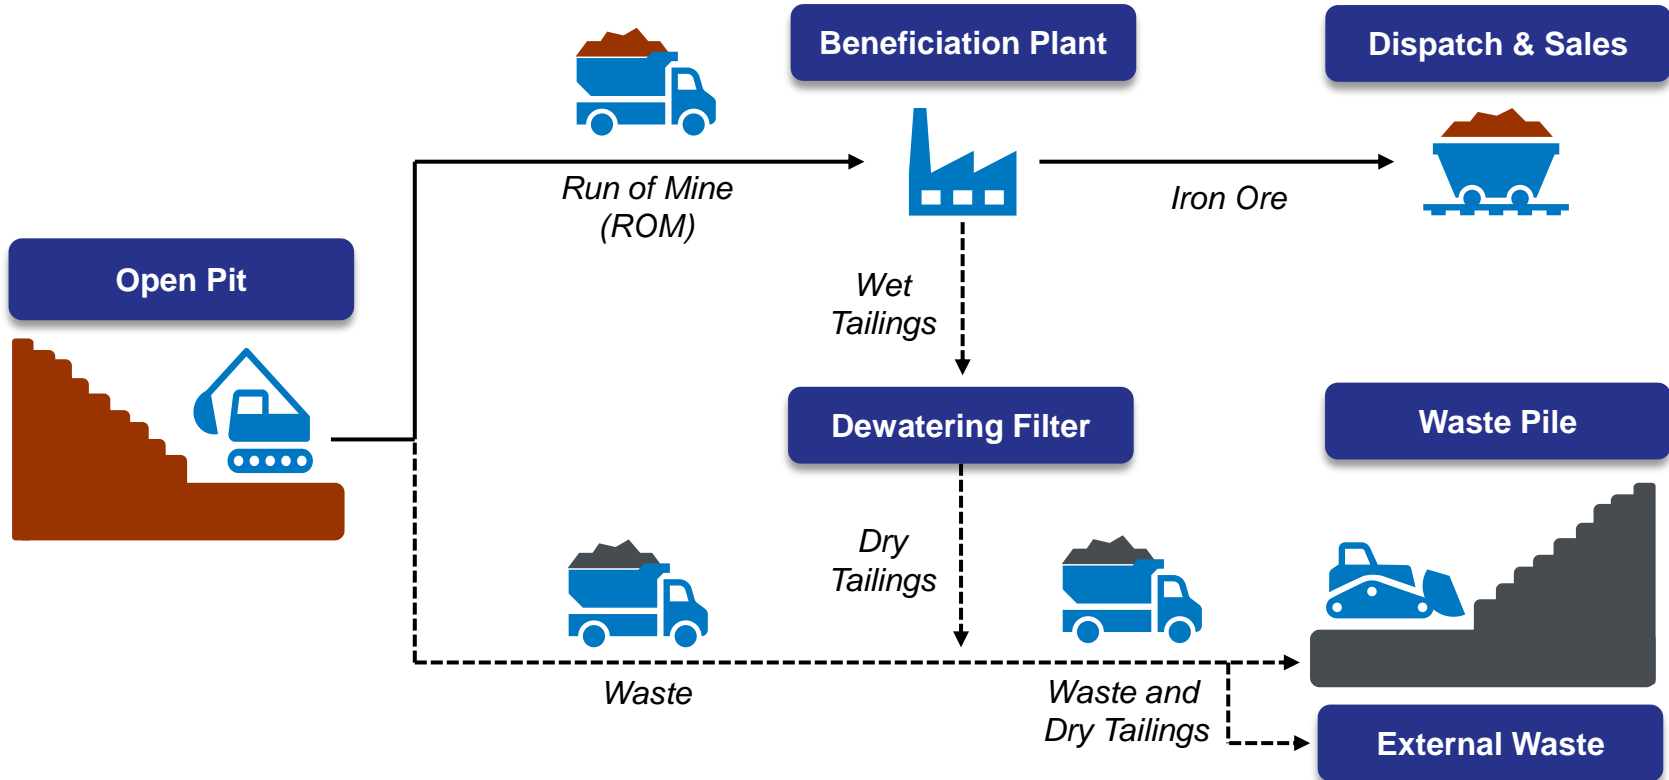 Beneficiation Plant
Dispatch & Sales
Run of Mine
(ROM)
Iron Ore
Open Pit
Wet
Tailings
Dewatering Filter
Waste Pile
Dry
Tailings
Waste
Waste and
Dry Tailings
External Waste